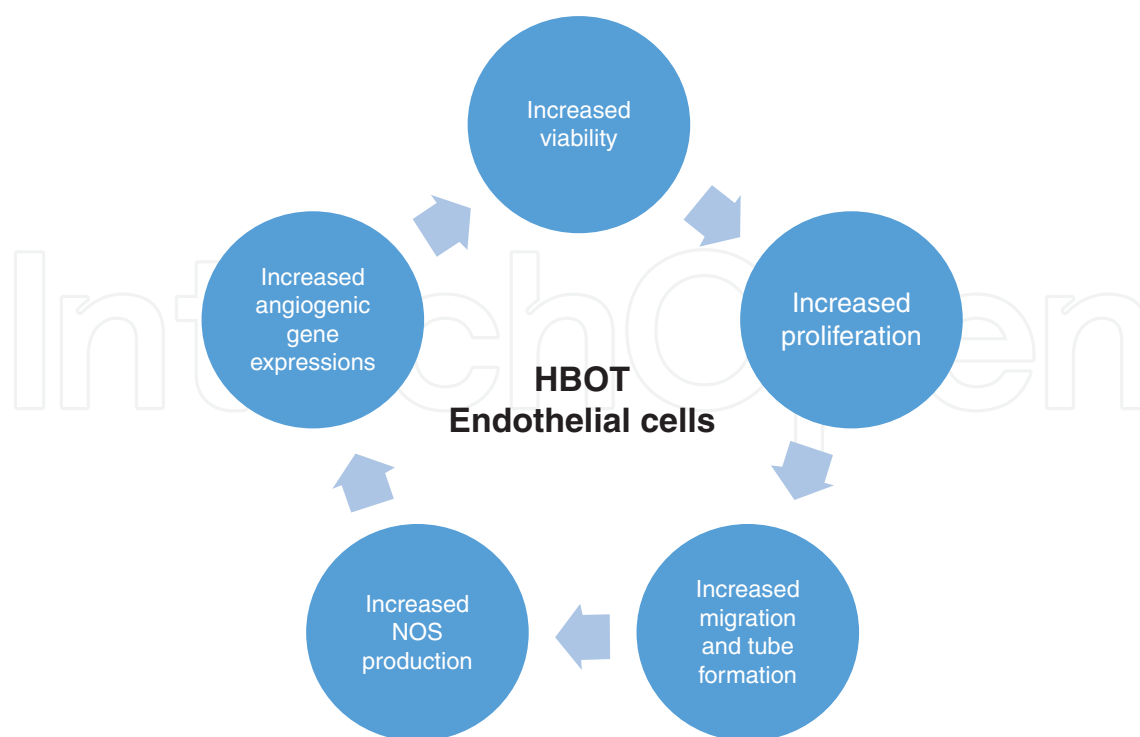 Increased
viability
Increased
proliferation
Increased
migration
and tube
formation
Increased
NOS
production
Increased
angiogenic
gene
expressions
HBOT
Endothelial cells
IntechOpen